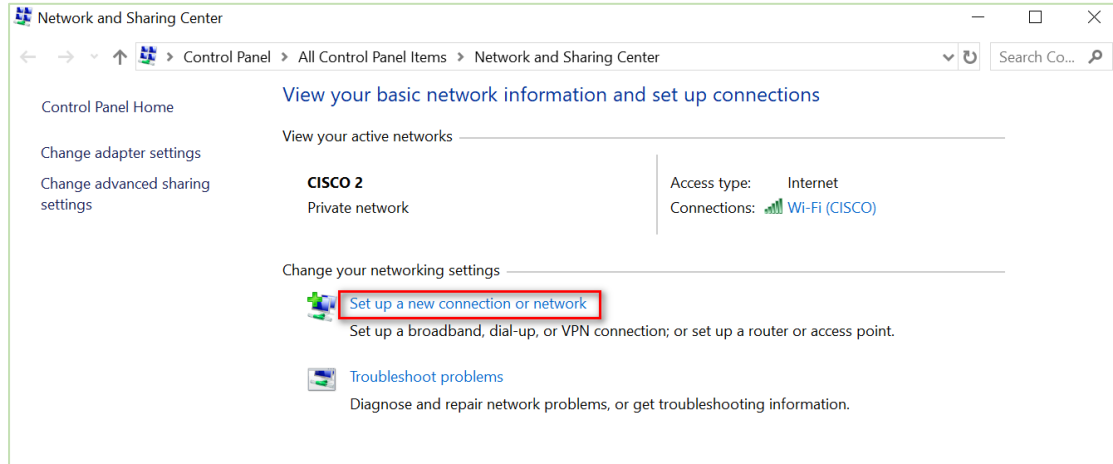 Network and Sharing Center
Control Panel > All Control Panel Items > Network and Sharing Center
Search Co...
Control Panel Home
Change adapter settings
Change advanced sharing
settings
View your basic network information and set up connections
View your active networks
CISCO 2
Private network
Access type: Internet
Connections: Wi-Fi (CISCO)
Change your networking settings
Set up a new connection or network
Set up a broadband, dial-up, or VPN connection; or set up a router or access point.
Troubleshoot problems
Diagnose and repair network problems, or get troubleshooting information.